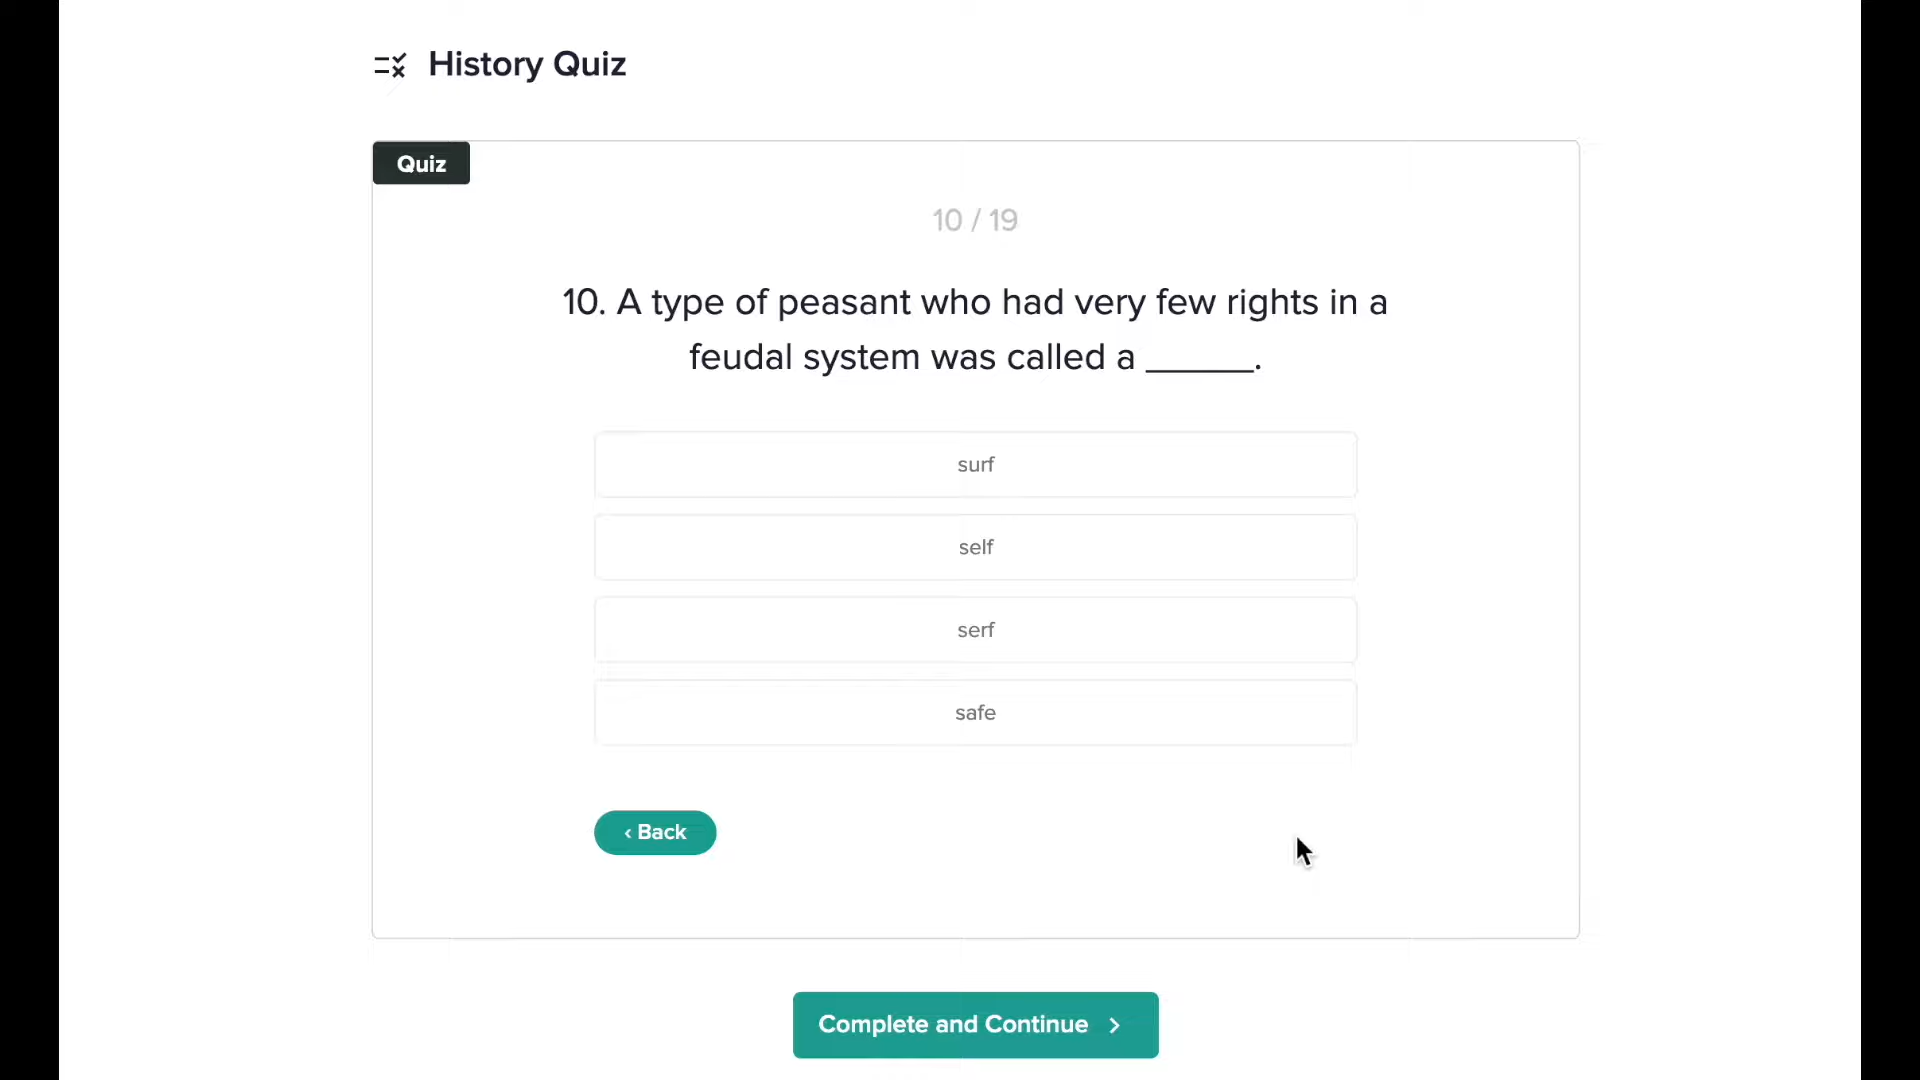 History Quiz
Quiz
10 / 19
10. A type of peasant who had very few rights in a
feudal system was called a ______.
surf
self
serf
safe
‹ Back
Complete and Continue >